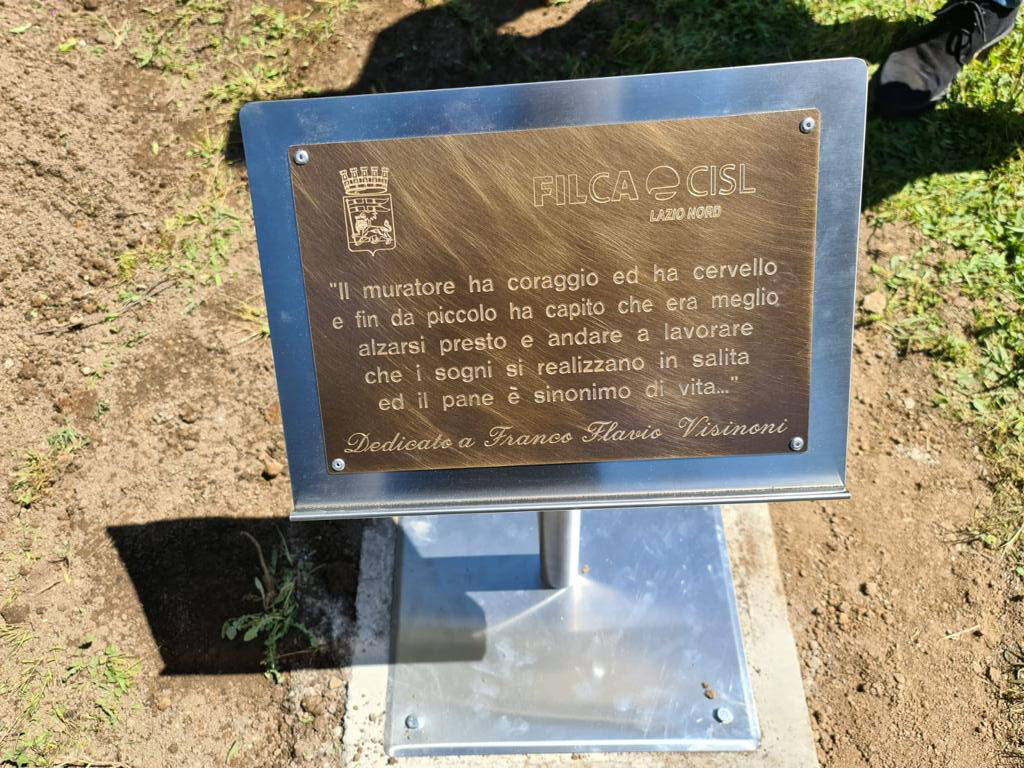 FILCA CISL
LAZIO NORD
"Il muratore ha coraggio ed ha cervello
e fin da piccolo ha capito che era meglio
alzarsi presto e andare a lavorare
che i sogni si realizzano in salita
ed il pane è sinonimo di vita..."
Dedicato a Franco Flavio Visinoni